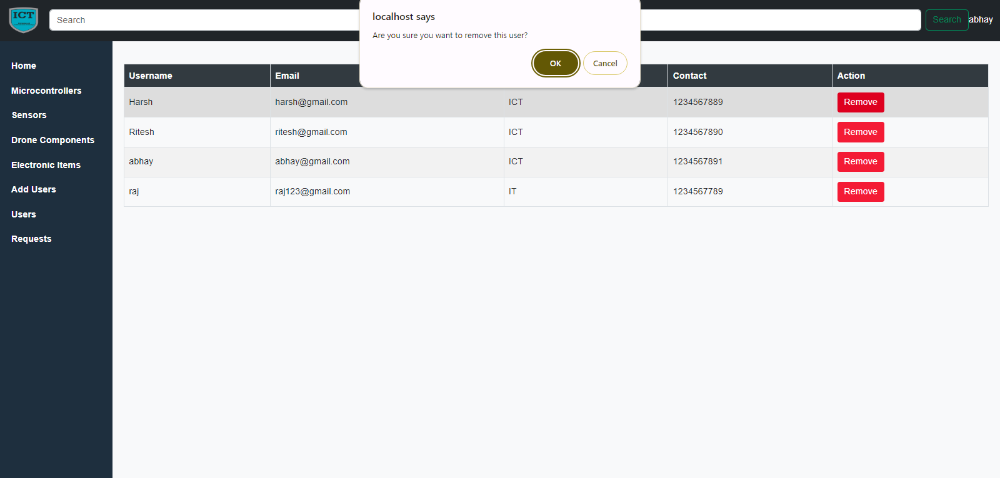 ICT
Search
Search
abhay
localhost says
Are you sure you want to remove this user?
OK
Cancel
Home
Microcontrollers
Sensors
Drone Components
Electronic Items
Add Users
Users
Requests
Username Email Contact Action
Harsh harsh@gmail.com ICT 1234567889 Remove
Ritesh ritesh@gmail.com ICT 1234567890 Remove
abhay abhay@gmail.com ICT 1234567891 Remove
raj raj123@gmail.com IT 1234567789 Remove